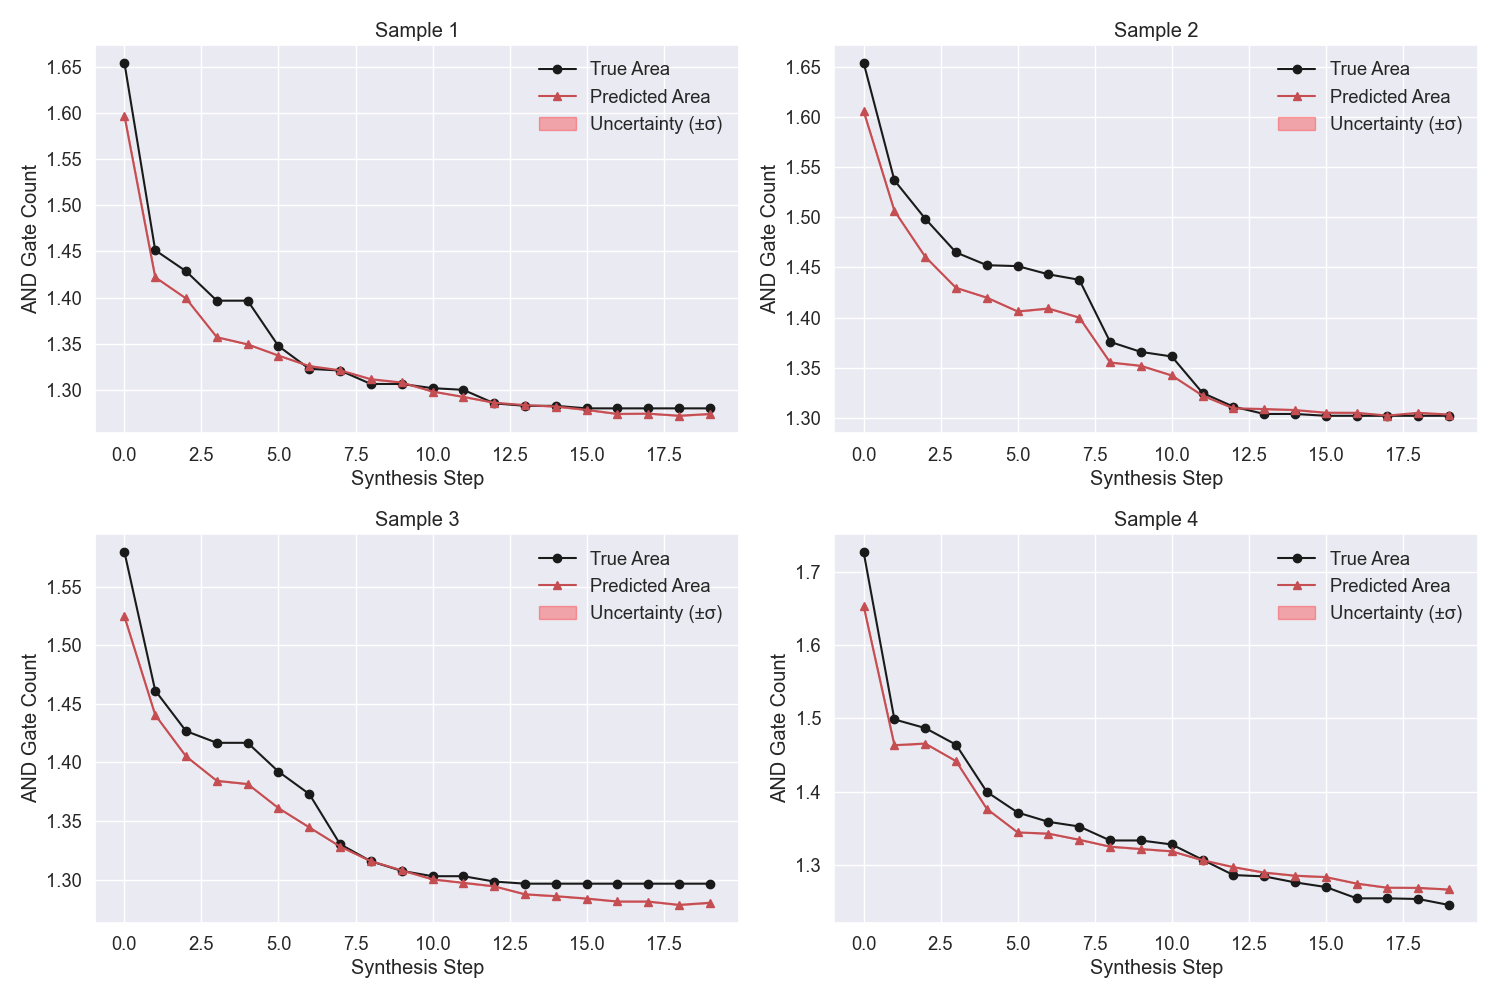 Sample 1
AND Gate Count
1.65
1.60
1.55
1.50
1.45
1.40
1.35
1.30
True Area
Predicted Area
Uncertainty (±σ)
0.0 2.5 5.0 7.5 10.0 12.5 15.0 17.5
Synthesis Step
Sample 2
AND Gate Count
1.65
1.60
1.55
1.50
1.45
1.40
1.35
1.30
True Area
Predicted Area
Uncertainty (±σ)
0.0 2.5 5.0 7.5 10.0 12.5 15.0 17.5
Synthesis Step
Sample 3
AND Gate Count
1.55
1.50
1.45
1.40
1.35
1.30
True Area
Predicted Area
Uncertainty (±σ)
0.0 2.5 5.0 7.5 10.0 12.5 15.0 17.5
Synthesis Step
Sample 4
AND Gate Count
1.7
1.6
1.5
1.4
1.3
True Area
Predicted Area
Uncertainty (±σ)
0.0 2.5 5.0 7.5 10.0 12.5 15.0 17.5
Synthesis Step